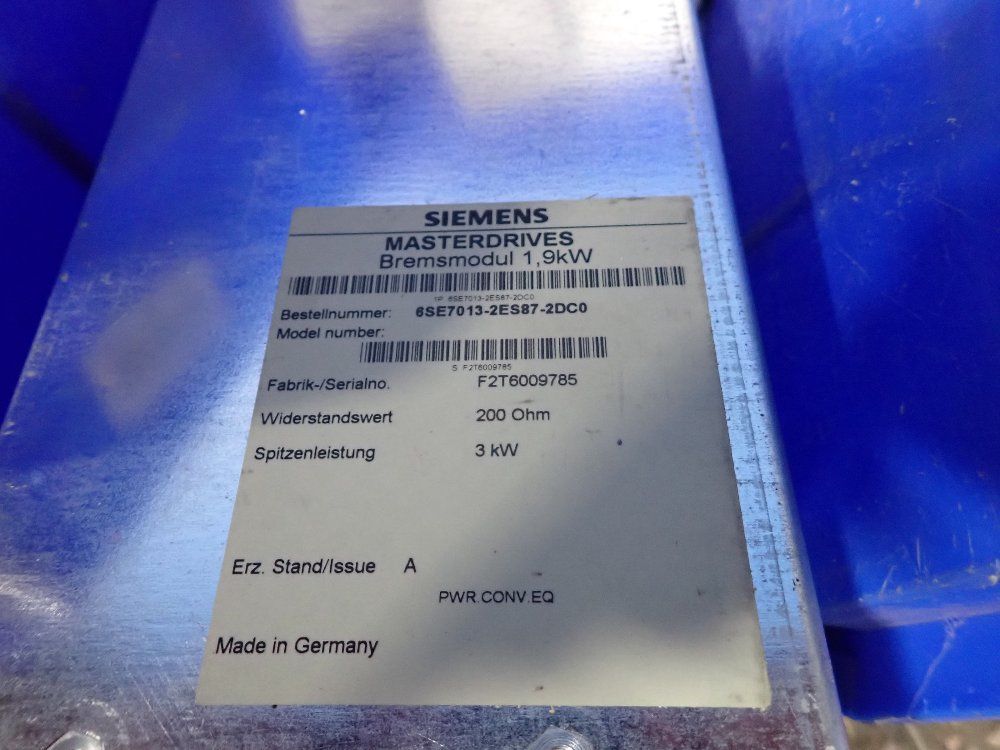 SIEMENS
MASTERDRIVES
Bremsmodul 1,9kW
1P 6SE7013-2ES87-2DC0
Bestellnummer: 6SE7013-2ES87-2DC0
Model number:
S F2T6009785
Fabrik-/Serialno. F2T6009785
Widerstandswert 200 Ohm
Spitzenleistung 3 kW
Erz. Stand/Issue A
PWR.CONV.EQ
Made in Germany